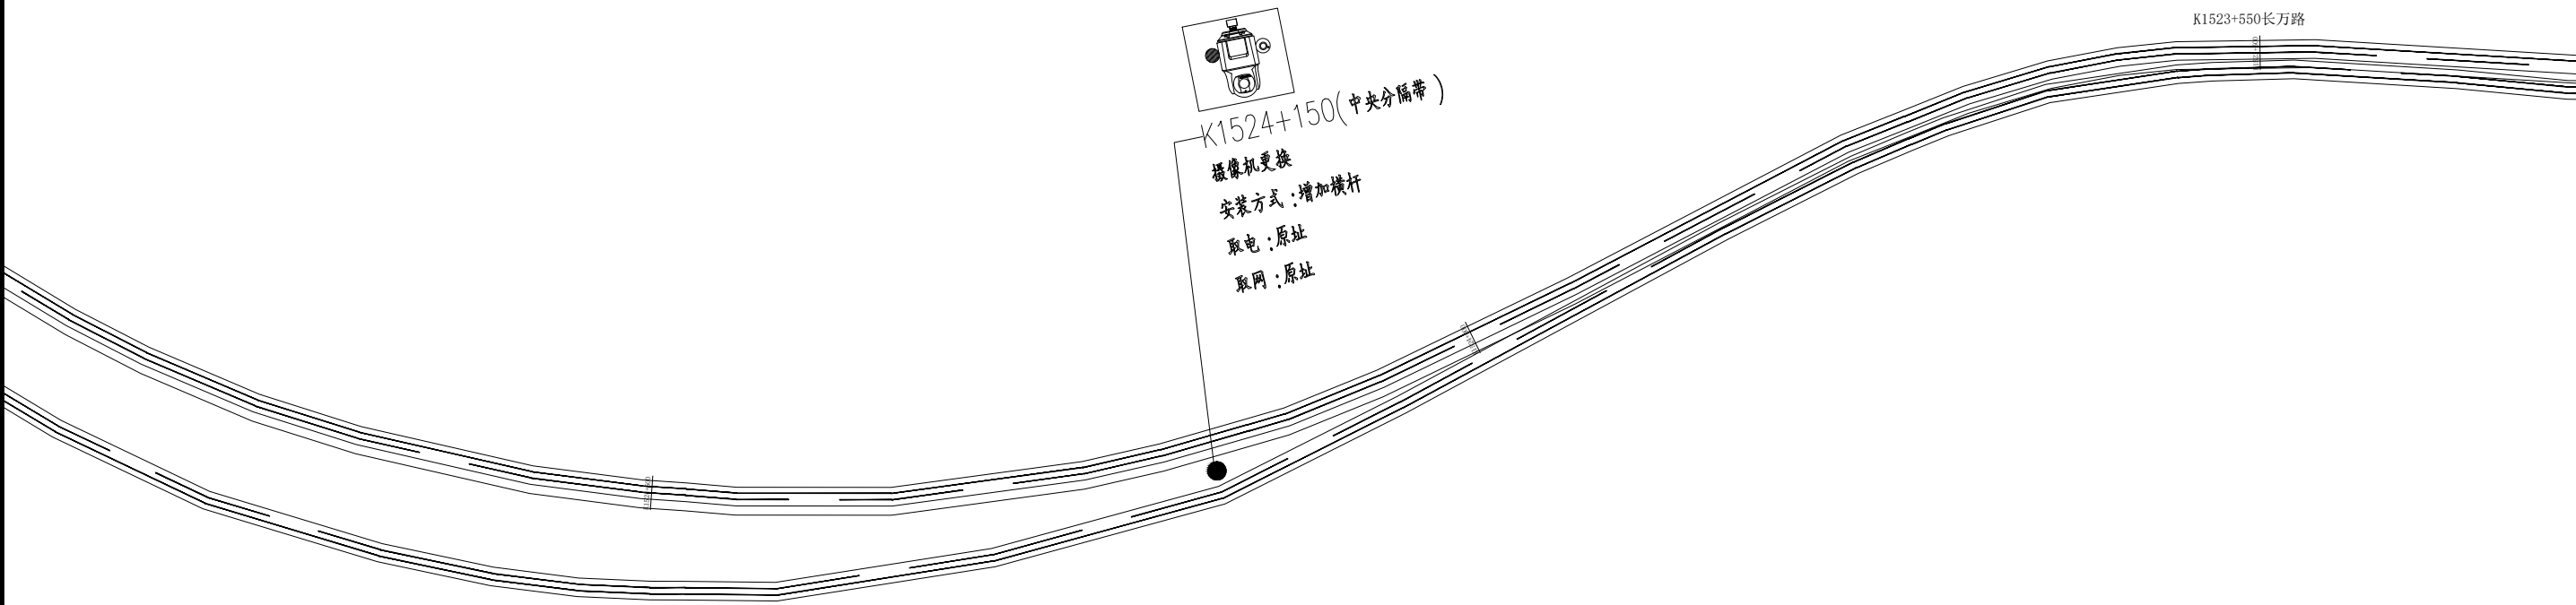 K1523+550长万路
K1524+150(中央分隔带)
摄像机更换
安装方式:增加横杆
取电:原址
取网:原址